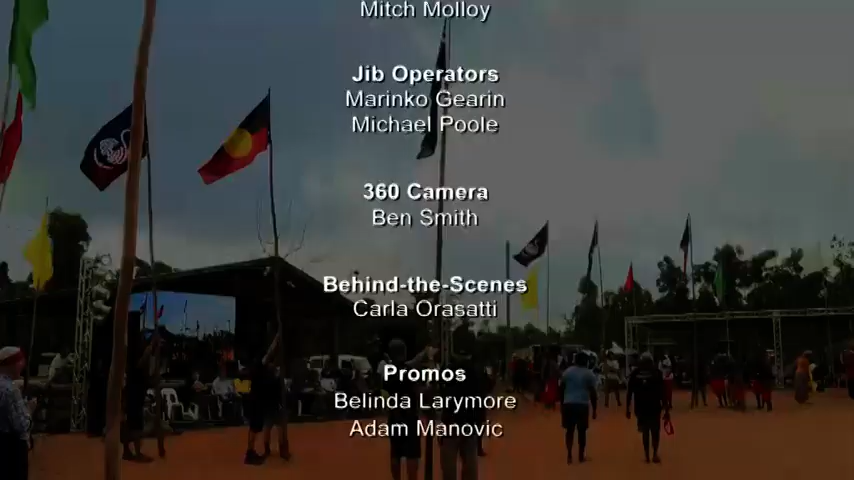 Mitch Molloy
Jib Operators
Marinko Gearin
Michael Poole
360 Camera
Ben Smith
Behind-the-Scenes
Carla Orasatti
Promos
Belinda Larymore
Adam Manovic